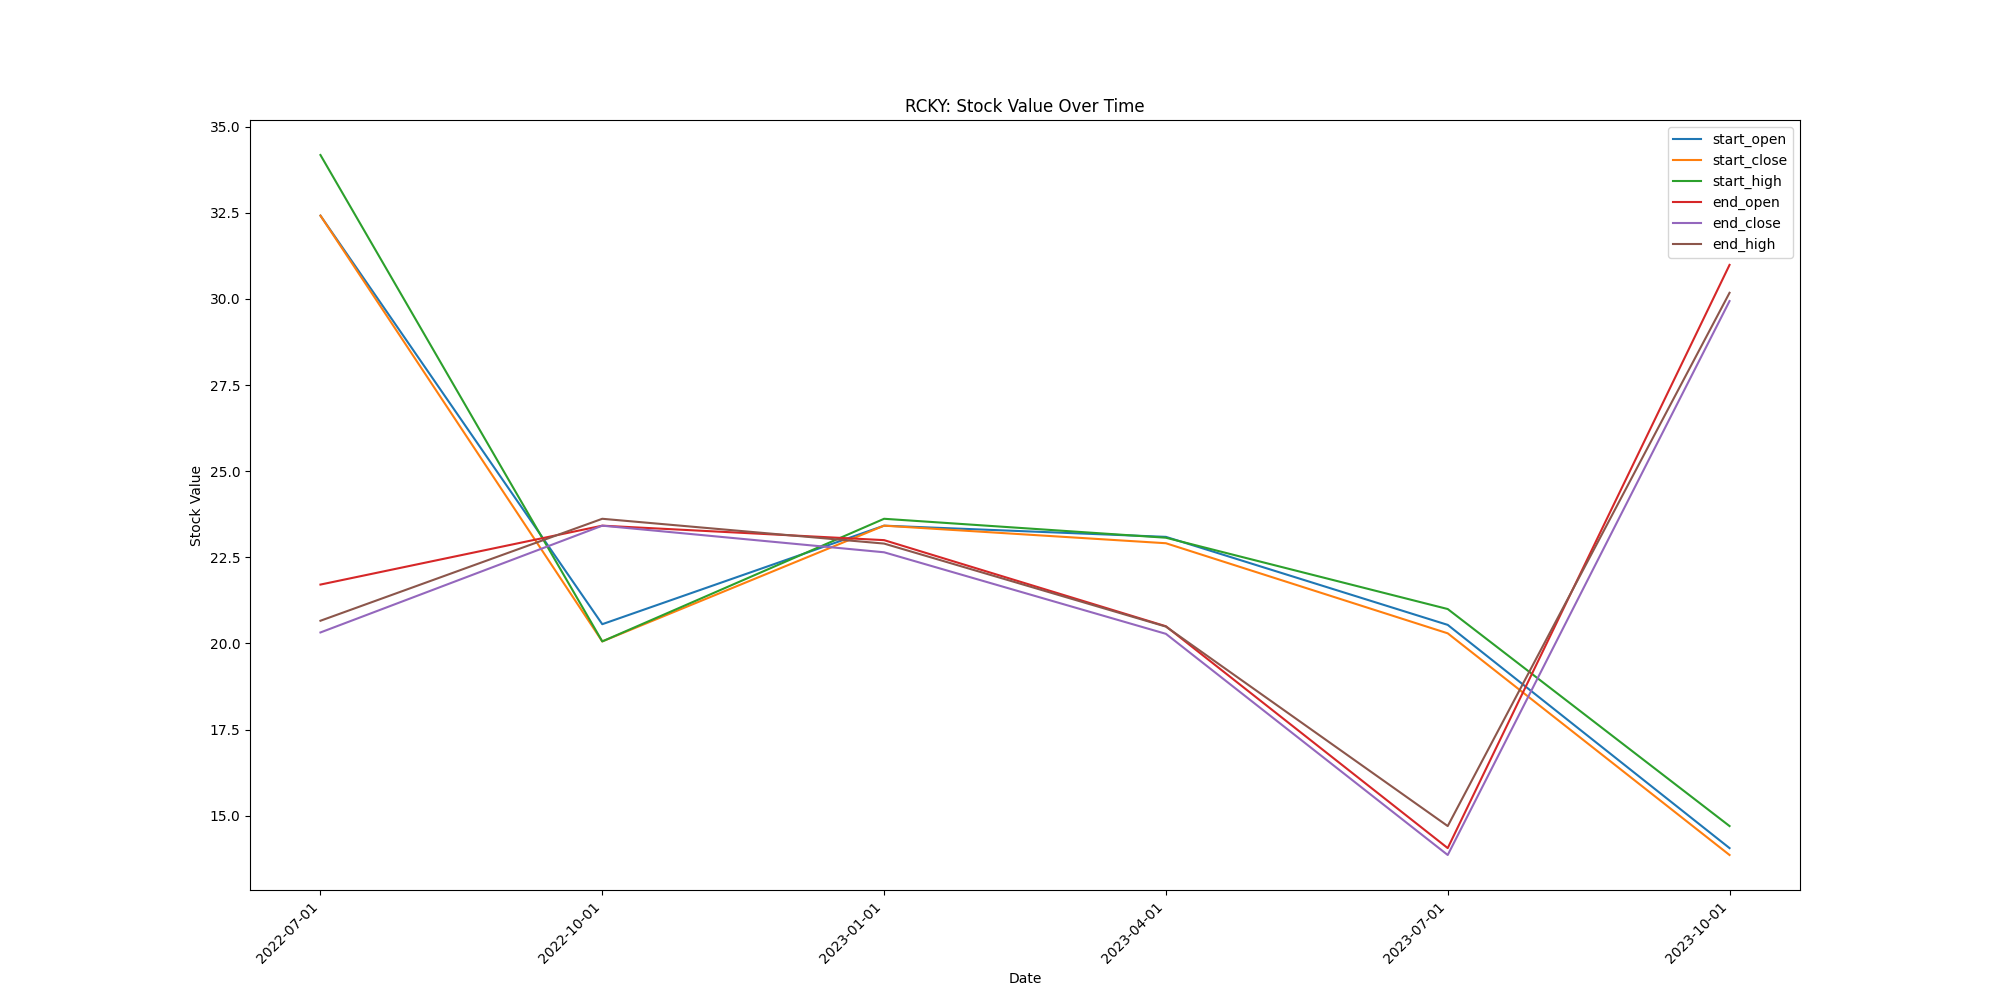 RCKY: Stock Value Over Time
35.0
32.5
30.0
27.5
25.0
22.5
20.0
17.5
15.0
Stock Value
start_open
start_close
start_high
end_open
end_close
end_high
2022-07-01
2022-10-01
2023-01-01
2023-04-01
2023-07-01
2023-10-01
Date